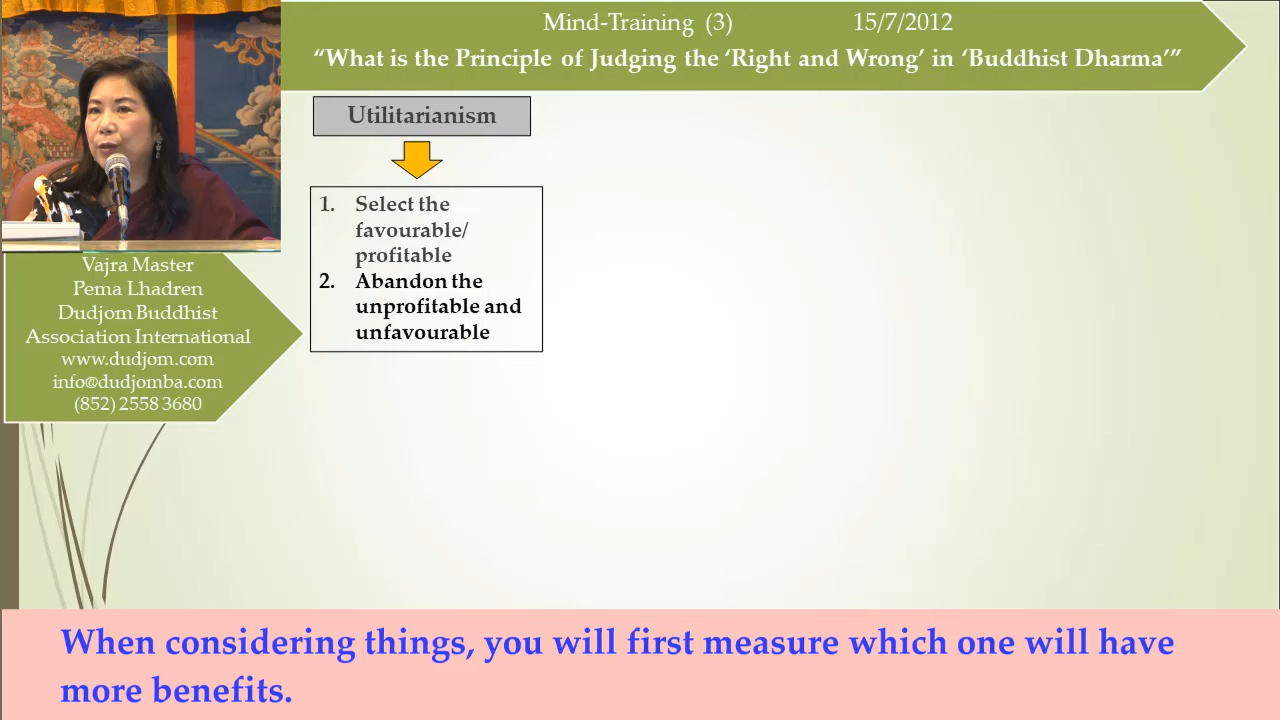 Mind-Training (3) 15/7/2012
“What is the Principle of Judging the ‘Right and Wrong’ in ‘Buddhist Dharma’”
Utilitarianism
1. Select the
favourable/
profitable
2. Abandon the
unprofitable and
unfavourable
Vajra Master
Pema Lhadren
Dudjom Buddhist
Association International
www.dudjom.com
info@dudjomba.com
(852) 2558 3680
When considering things, you will first measure which one will have
more benefits.